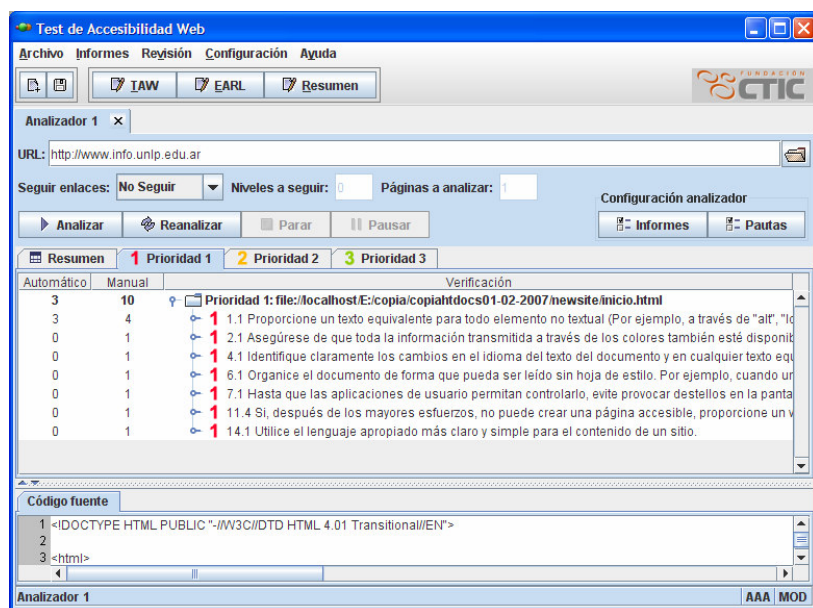 Test de Accesibilidad Web
Archivo Informes Revisión Configuración Ayuda
TAW EARL Resumen
FUNDACIÓN
CTIC
Analizador 1 x
URL: http://www.info.unlp.edu.ar
Seguir enlaces: No Seguir Niveles a seguir: 0 Páginas a analizar: 1
Configuración analizador
Analizar Reanalizar Parar Pausar Informes Pautas
Resumen 1 Prioridad 1 2 Prioridad 2 3 Prioridad 3
Automático Manual Verificación
3 10 Prioridad 1: file://localhost/E:/copia/copiahtdocs01-02-2007/newsite/inicio.html
3 4 1 1.1 Proporcione un texto equivalente para todo elemento no textual (Por ejemplo, a través de "alt", "lo
0 1 1 2.1 Asegúrese de que toda la información transmitida a través de los colores también esté disponib
0 1 1 4.1 Identifique claramente los cambios en el idioma del texto del documento y en cualquier texto equ
0 1 1 6.1 Organice el documento de forma que pueda ser leído sin hoja de estilo. Por ejemplo, cuando ur
0 1 1 7.1 Hasta que las aplicaciones de usuario permitan controlarlo, evite provocar destellos en la panta
0 1 1 11.4 Si, después de los mayores esfuerzos, no puede crear una página accesible, proporcione un v
0 1 1 14.1 Utilice el lenguaje apropiado más claro y simple para el contenido de un sitio.
Código fuente
1 <!DOCTYPE HTML PUBLIC "-//W3C//DTD HTML 4.01 Transitional//EN">
2
3 <html>
Analizador 1 AAA MOD